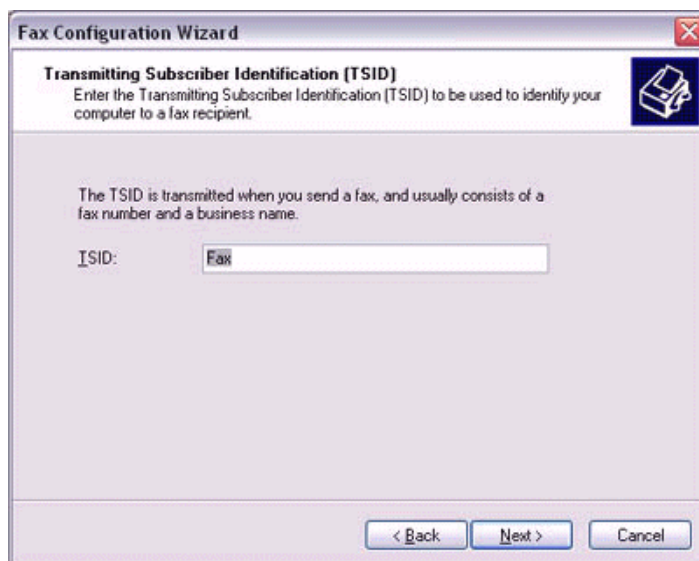 Fax Configuration Wizard
Transmitting Subscriber Identification (TSID)
Enter the Transmitting Subscriber Identification (TSID) to be used to identify your
computer to a fax recipient.
The TSID is transmitted when you send a fax, and usually consists of a
fax number and a business name.
TSID: Fax
< Back Next > Cancel